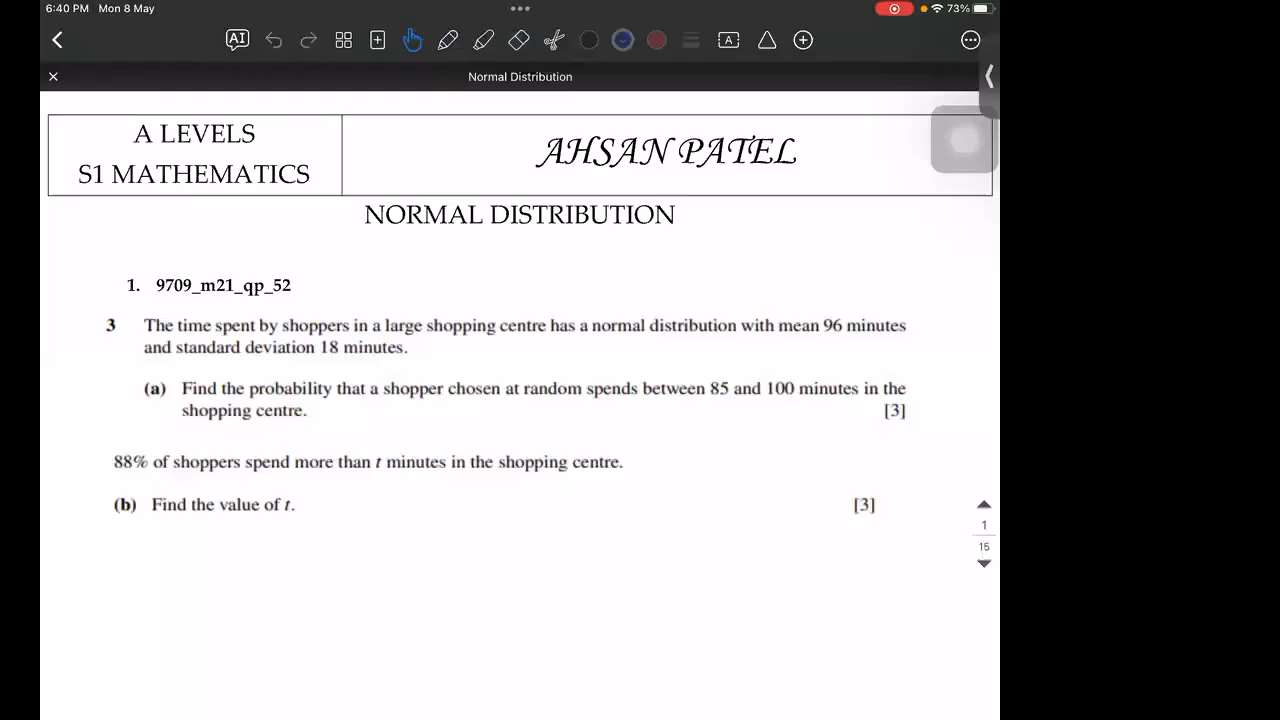 6:40 PM Mon 8 May
73%
AI
A
Normal Distribution
A LEVELS
S1 MATHEMATICS
AHSAN PATEL
NORMAL DISTRIBUTION
1. 9709_m21_qp_52
3 The time spent by shoppers in a large shopping centre has a normal distribution with mean 96 minutes
and standard deviation 18 minutes.
(a) Find the probability that a shopper chosen at random spends between 85 and 100 minutes in the
shopping centre. [3]
88% of shoppers spend more than t minutes in the shopping centre.
(b) Find the value of t. [3]
1
15